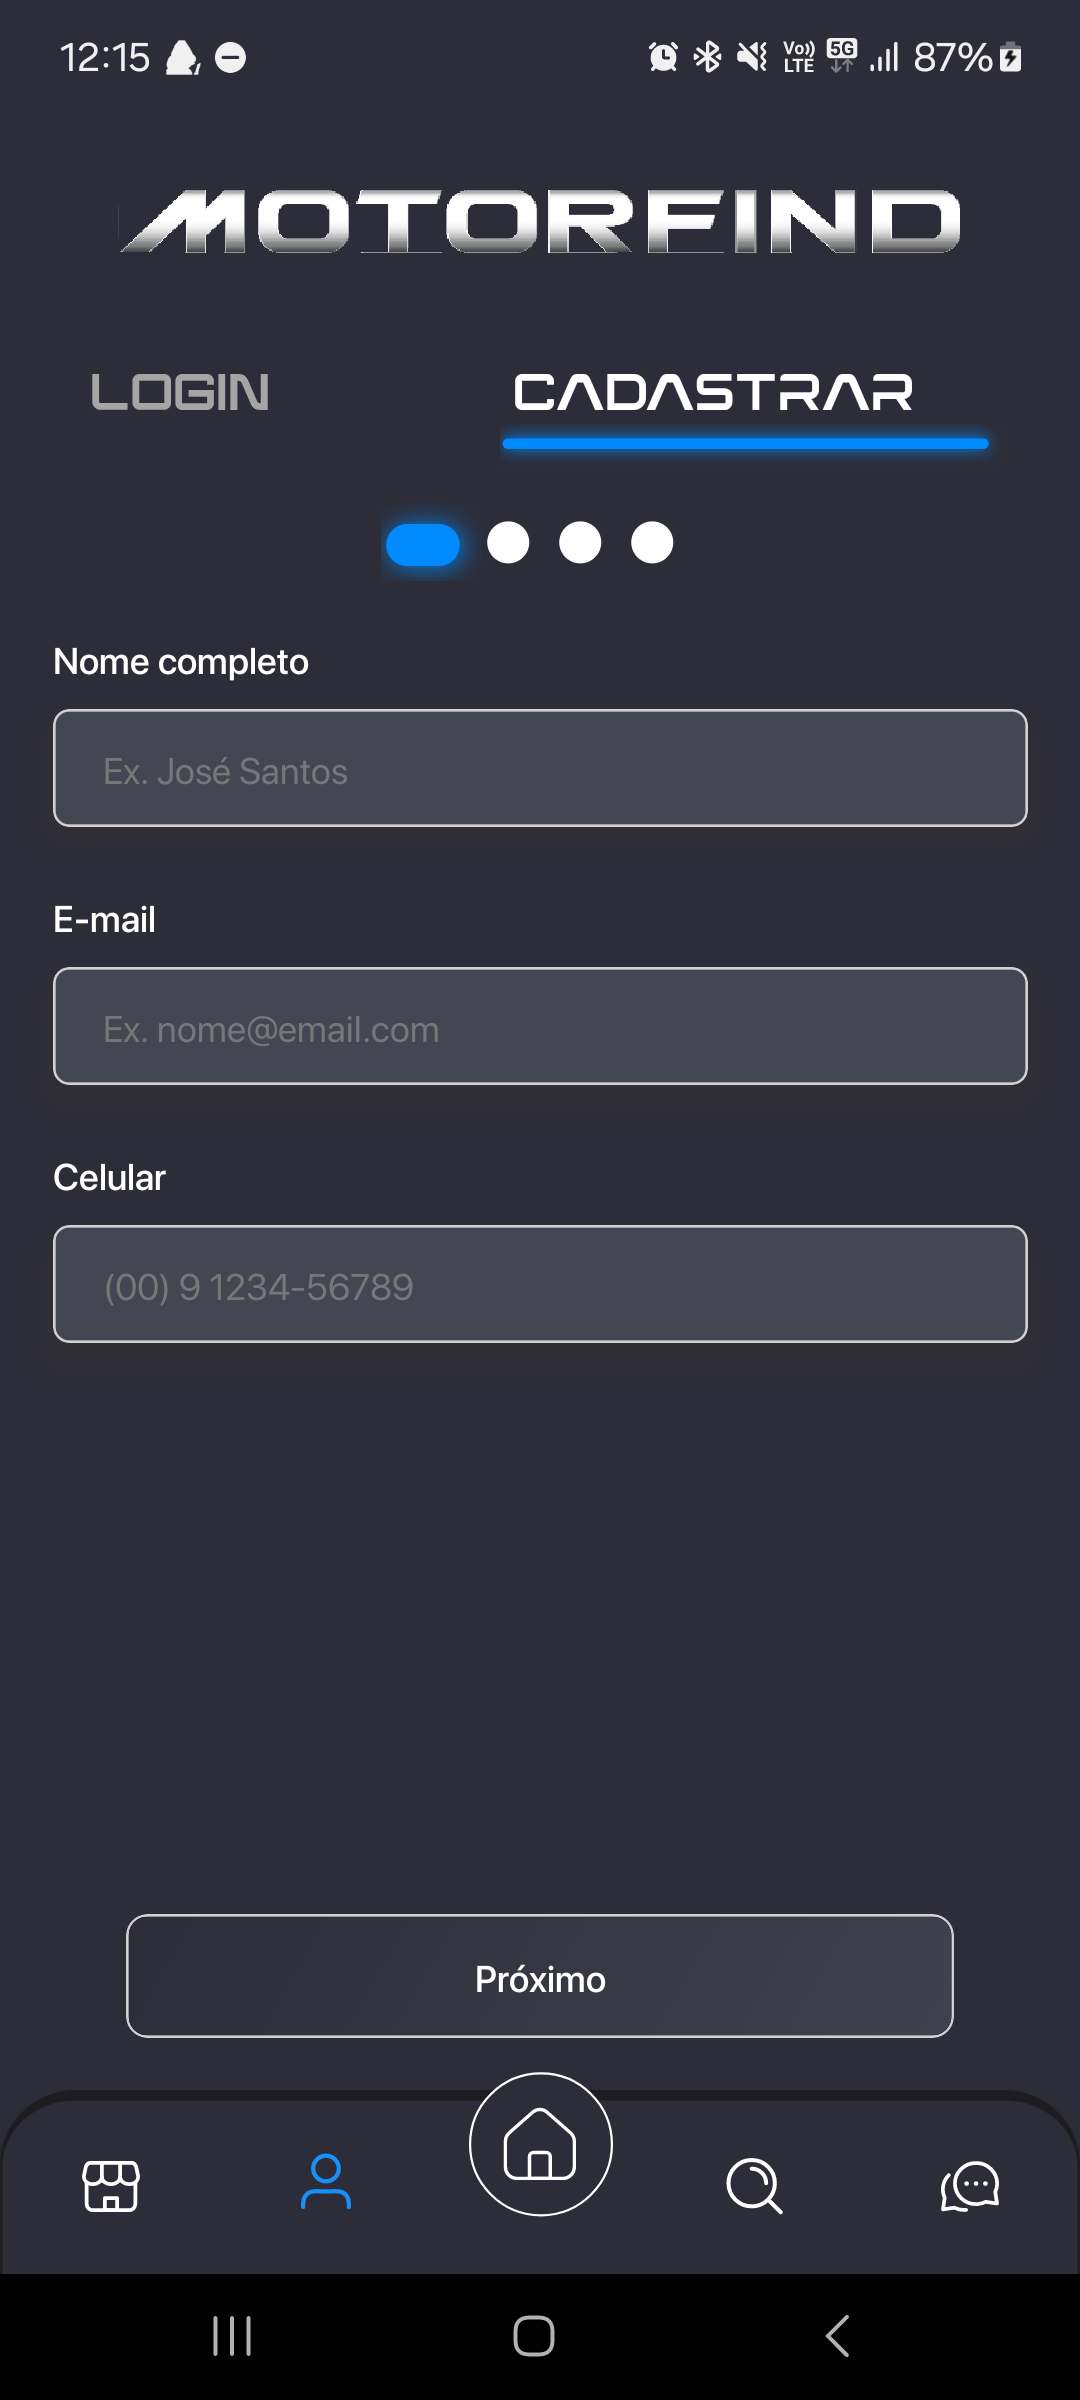 12:15
Vo)) LTE 5G 87%
MOTORFIND
LOGIN CADASTRAR
Nome completo
Ex. José Santos
E-mail
Ex. nome@email.com
Celular
(00) 9 1234-56789
Próximo